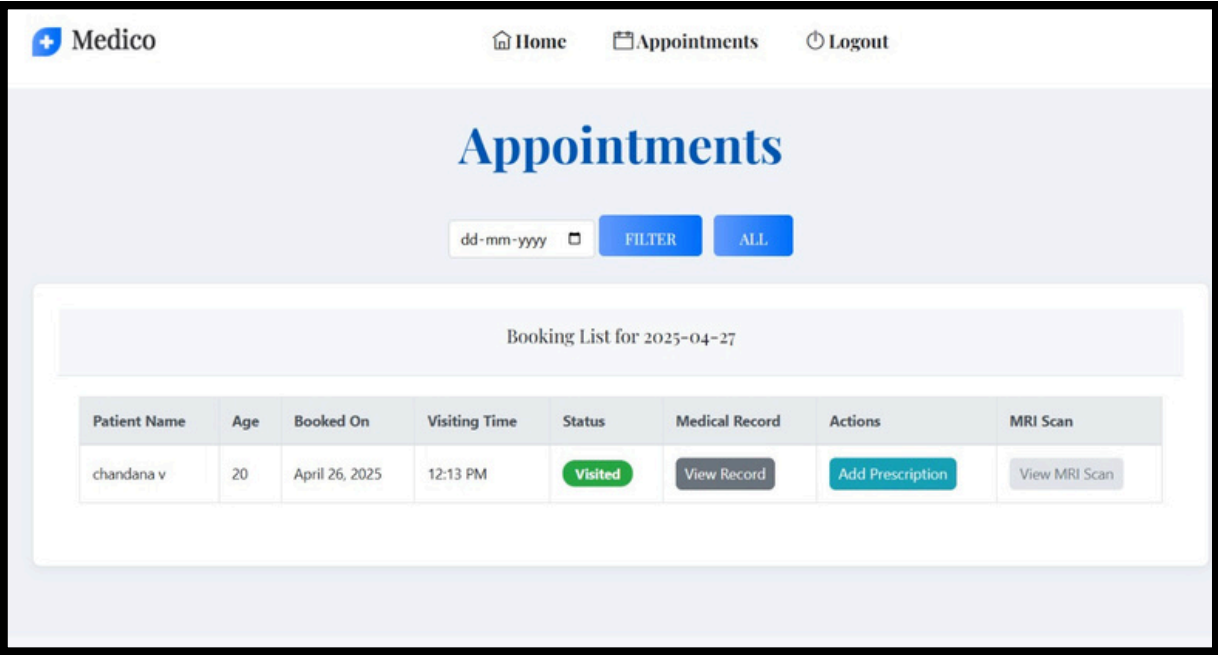 Medico
Home Appointments Logout
Appointments
dd-mm-yyyy FILTER ALL
Booking List for 2025-04-27
Patient Name Age Booked On Visiting Time Status Medical Record Actions MRI Scan
chandana v 20 April 26, 2025 12:13 PM Visited View Record Add Prescription View MRI Scan